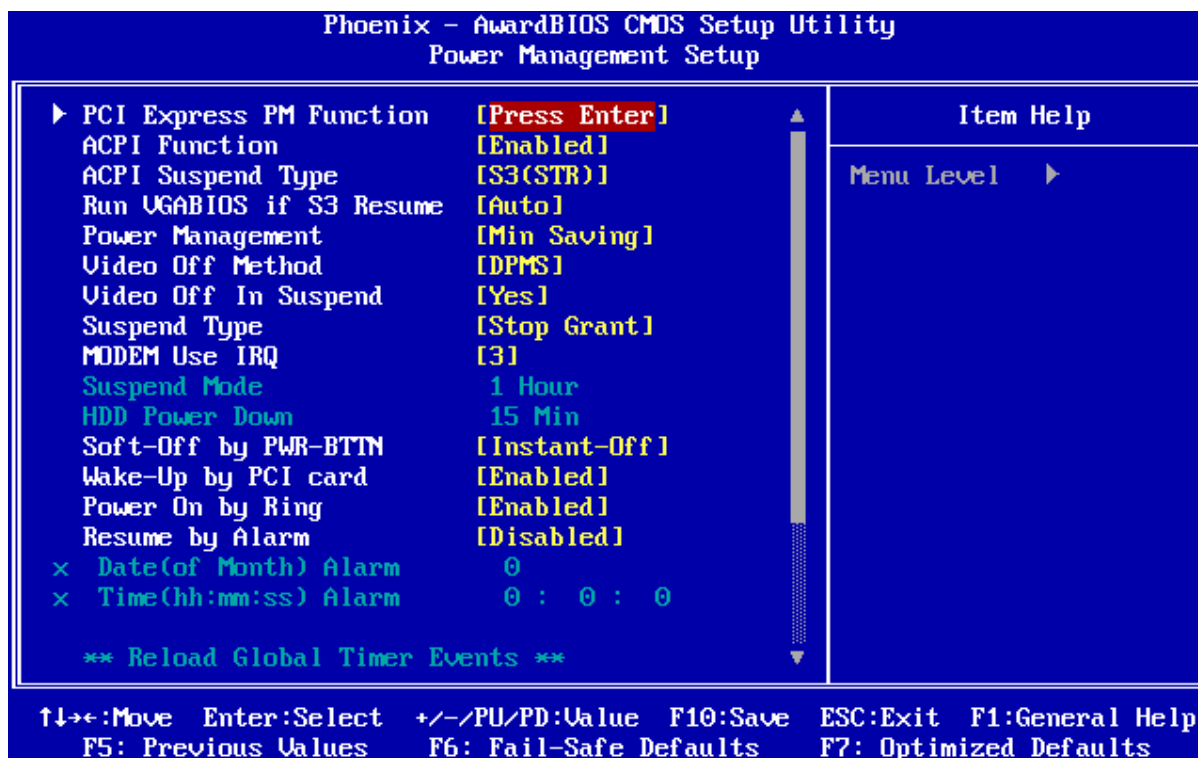 Phoenix - AwardBIOS CMOS Setup Utility
Power Management Setup
PCI Express PM Function [Press Enter]
ACPI Function [Enabled]
ACPI Suspend Type [S3(STR)]
Run VGABIOS if S3 Resume [Auto]
Power Management [Min Saving]
Video Off Method [DPMS]
Video Off In Suspend [Yes]
Suspend Type [Stop Grant]
MODEM Use IRQ [3]
Suspend Mode 1 Hour
HDD Power Down 15 Min
Soft-Off by PWR-BTTN [Instant-Off]
Wake-Up by PCI card [Enabled]
Power On by Ring [Enabled]
Resume by Alarm [Disabled]
x Date(of Month) Alarm 0
x Time(hh:mm:ss) Alarm 0 : 0 : 0
** Reload Global Timer Events **
Item Help
Menu Level
↑↓→←:Move Enter:Select +/-/PU/PD:Value F10:Save ESC:Exit F1:General Help
F5: Previous Values F6: Fail-Safe Defaults F7: Optimized Defaults